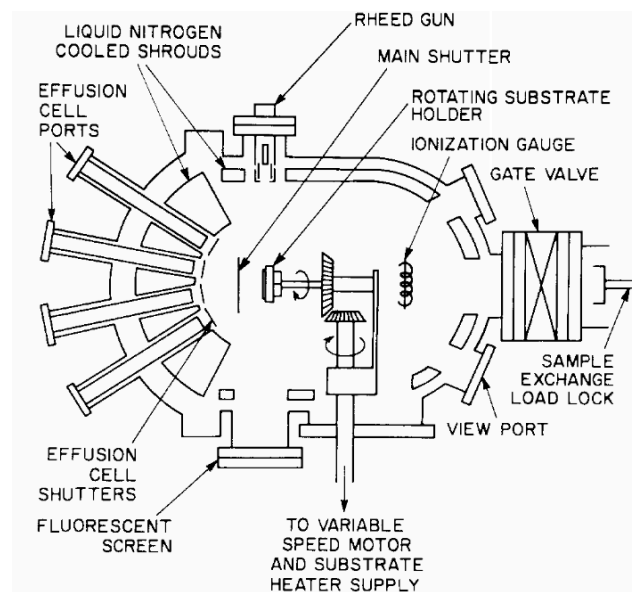 RHEED GUN
LIQUID NITROGEN
COOLED SHROUDS
MAIN SHUTTER
EFFUSION
CELL
PORTS
ROTATING SUBSTRATE
HOLDER
IONIZATION GAUGE
GATE VALVE
SAMPLE
EXCHANGE
LOAD LOCK
VIEW PORT
EFFUSION
CELL
SHUTTERS
FLUORESCENT
SCREEN
TO VARIABLE
SPEED MOTOR
AND SUBSTRATE
HEATER SUPPLY